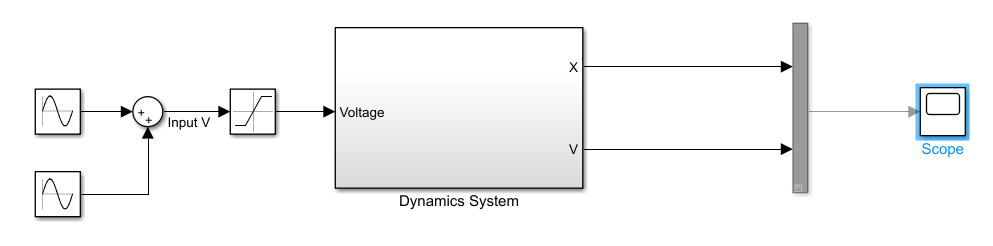 X
Input V
Voltage
V
Dynamics System
Scope